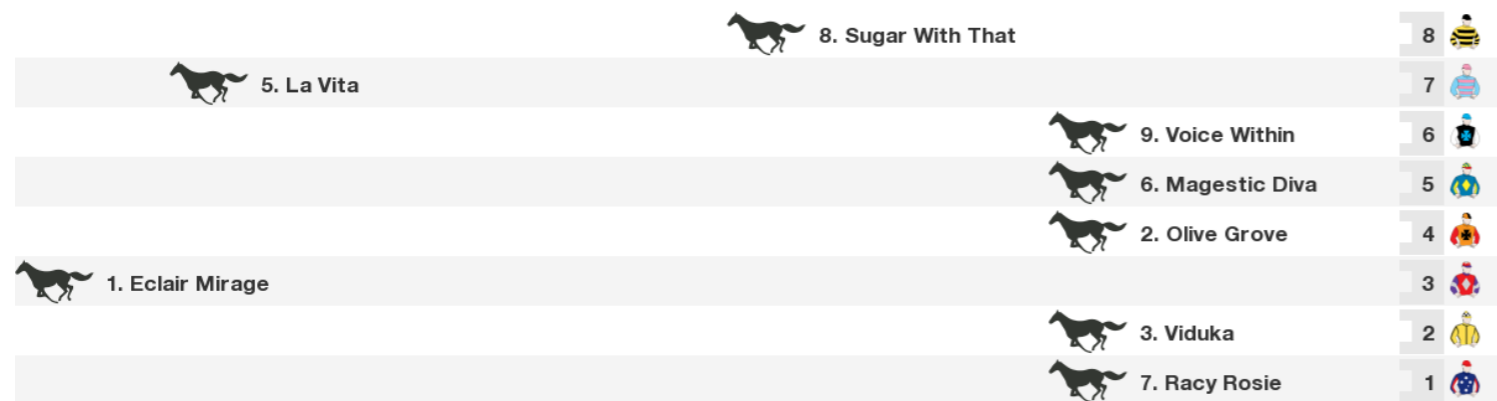 8. Sugar With That 8
5. La Vita 7
9. Voice Within 6
6. Magestic Diva 5
2. Olive Grove 4
1. Eclair Mirage 3
3. Viduka 2
7. Racy Rosie 1